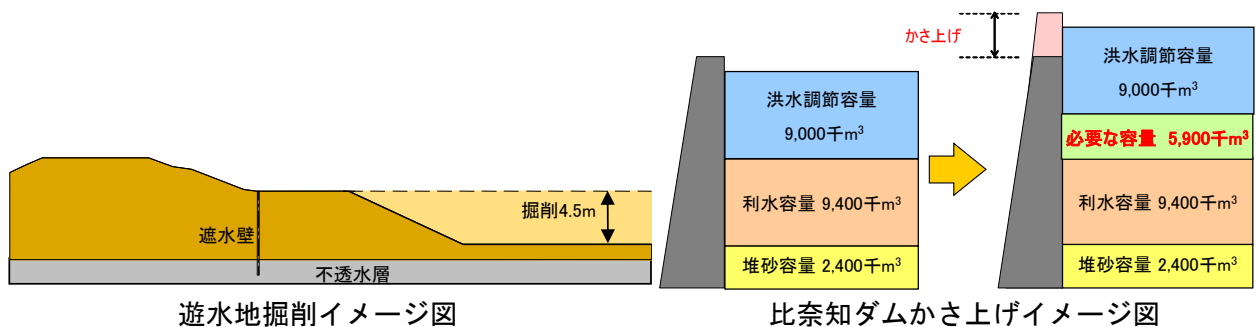 掘削4.5m
遮水壁
不透水層
遊水地掘削イメージ図
洪水調節容量
9,000千m³
利水容量 9,400千m³
堆砂容量 2,400千m³
かさ上げ
洪水調節容量
9,000千m³
必要な容量 5,900千m³
利水容量 9,400千m³
堆砂容量 2,400千m³
比奈知ダムかさ上げイメージ図